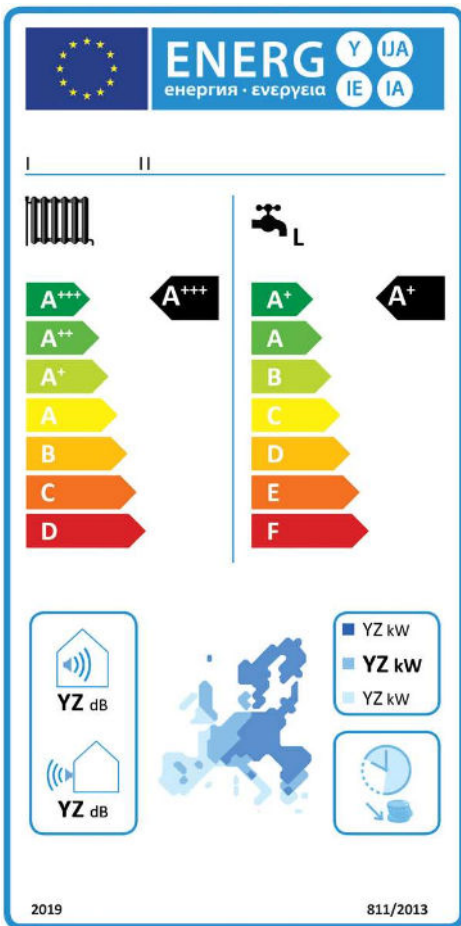 ENERG Y IJA
енергия · ενεργεια IE IA
I II
L
A+++ A+++
A++
A+
A
B
C
D
A+ A+
A
B
C
D
E
F
YZ dB
YZ dB
YZ kW
YZ kW
YZ kW
2019 811/2013